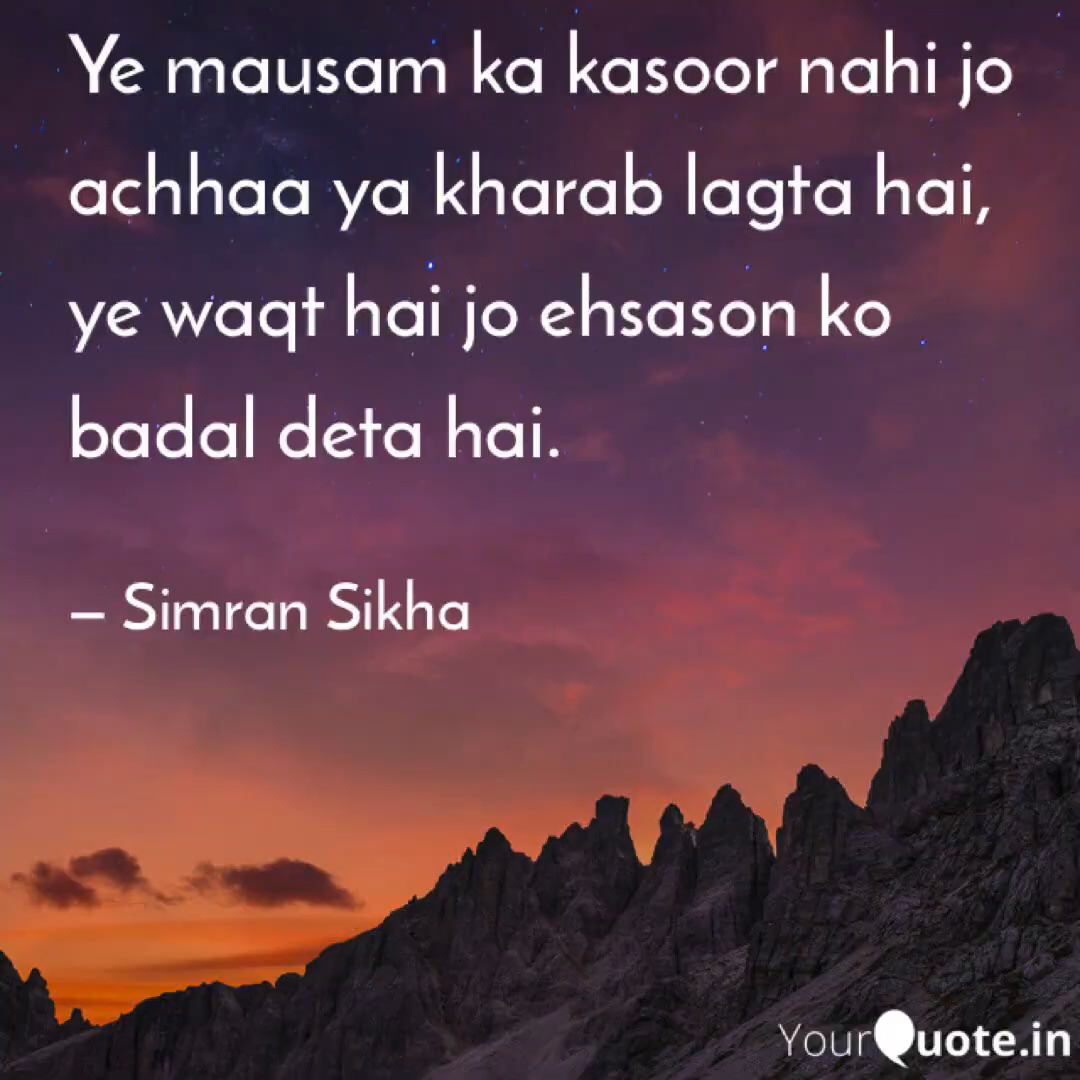 Ye mausam ka kasoor nahi jo
achhaa ya kharab lagta hai,
ye waqt hai jo ehsason ko
badal deta hai.
– Simran Sikha
YourQuote.in